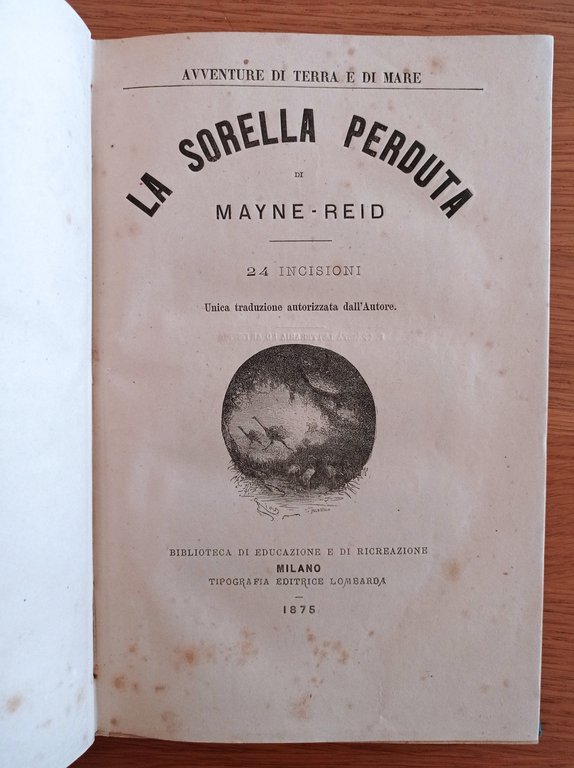 AVVENTURE DI TERRA E DI MARE
LA SORELLA PERDUTA
DI
MAYNE-REID
24 INCISIONI
Unica traduzione autorizzata dall'Autore.
BIBLIOTECA DI EDUCAZIONE E DI RICREAZIONE
MILANO
TIPOGRAFIA EDITRICE LOMBARDA
1875